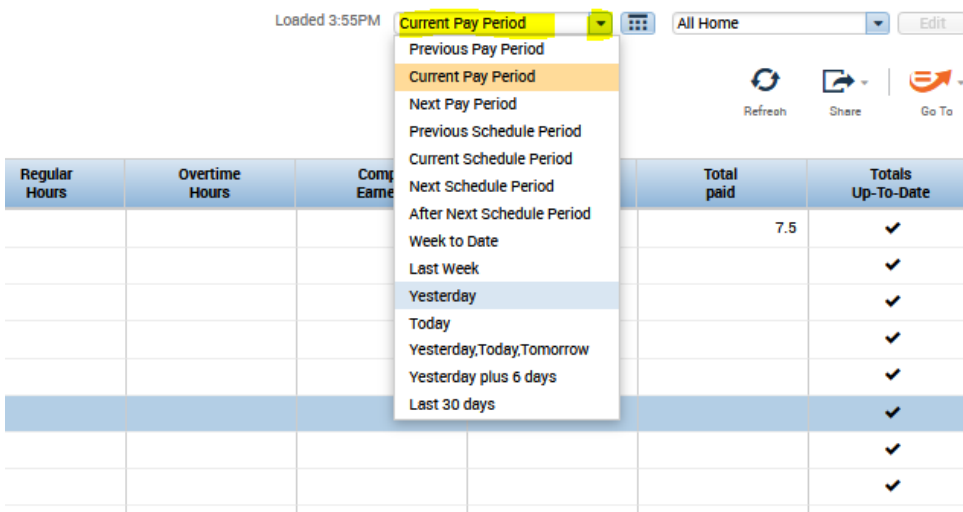 Loaded 3:55PM Current Pay Period All Home Edit
Previous Pay Period
Current Pay Period
Next Pay Period
Previous Schedule Period
Current Schedule Period
Next Schedule Period
After Next Schedule Period
Week to Date
Last Week
Yesterday
Today
Yesterday,Today,Tomorrow
Yesterday plus 6 days
Last 30 days
Refresh Share Go To
Regular Overtime Total Totals
Hours Hours paid Up-To-Date
7.5